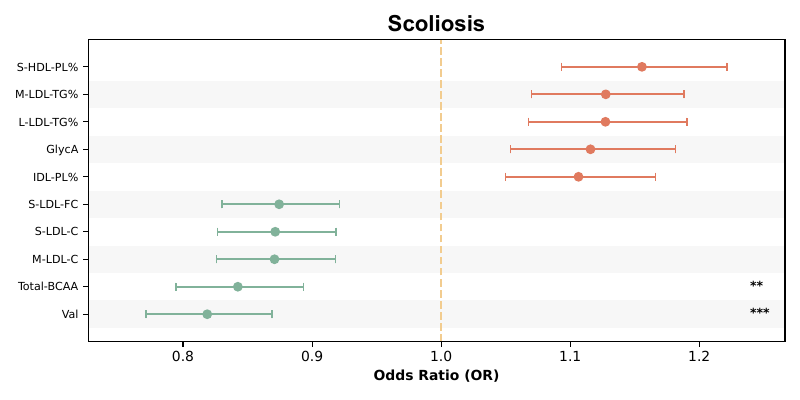 Scoliosis
S-HDL-PL%
M-LDL-TG%
L-LDL-TG%
GlycA
IDL-PL%
S-LDL-FC
S-LDL-C
M-LDL-C
Total-BCAA **
Val ***
0.8 0.9 1.0 1.1 1.2
Odds Ratio (OR)